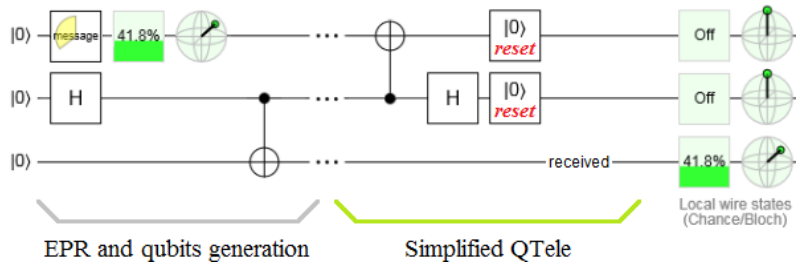 |0⟩ message 41.8% ··· |0⟩ reset Off
|0⟩ H ··· H |0⟩ reset Off
|0⟩ ··· received 41.8%
Local wire states
(Chance/Bloch)
EPR and qubits generation Simplified QTele